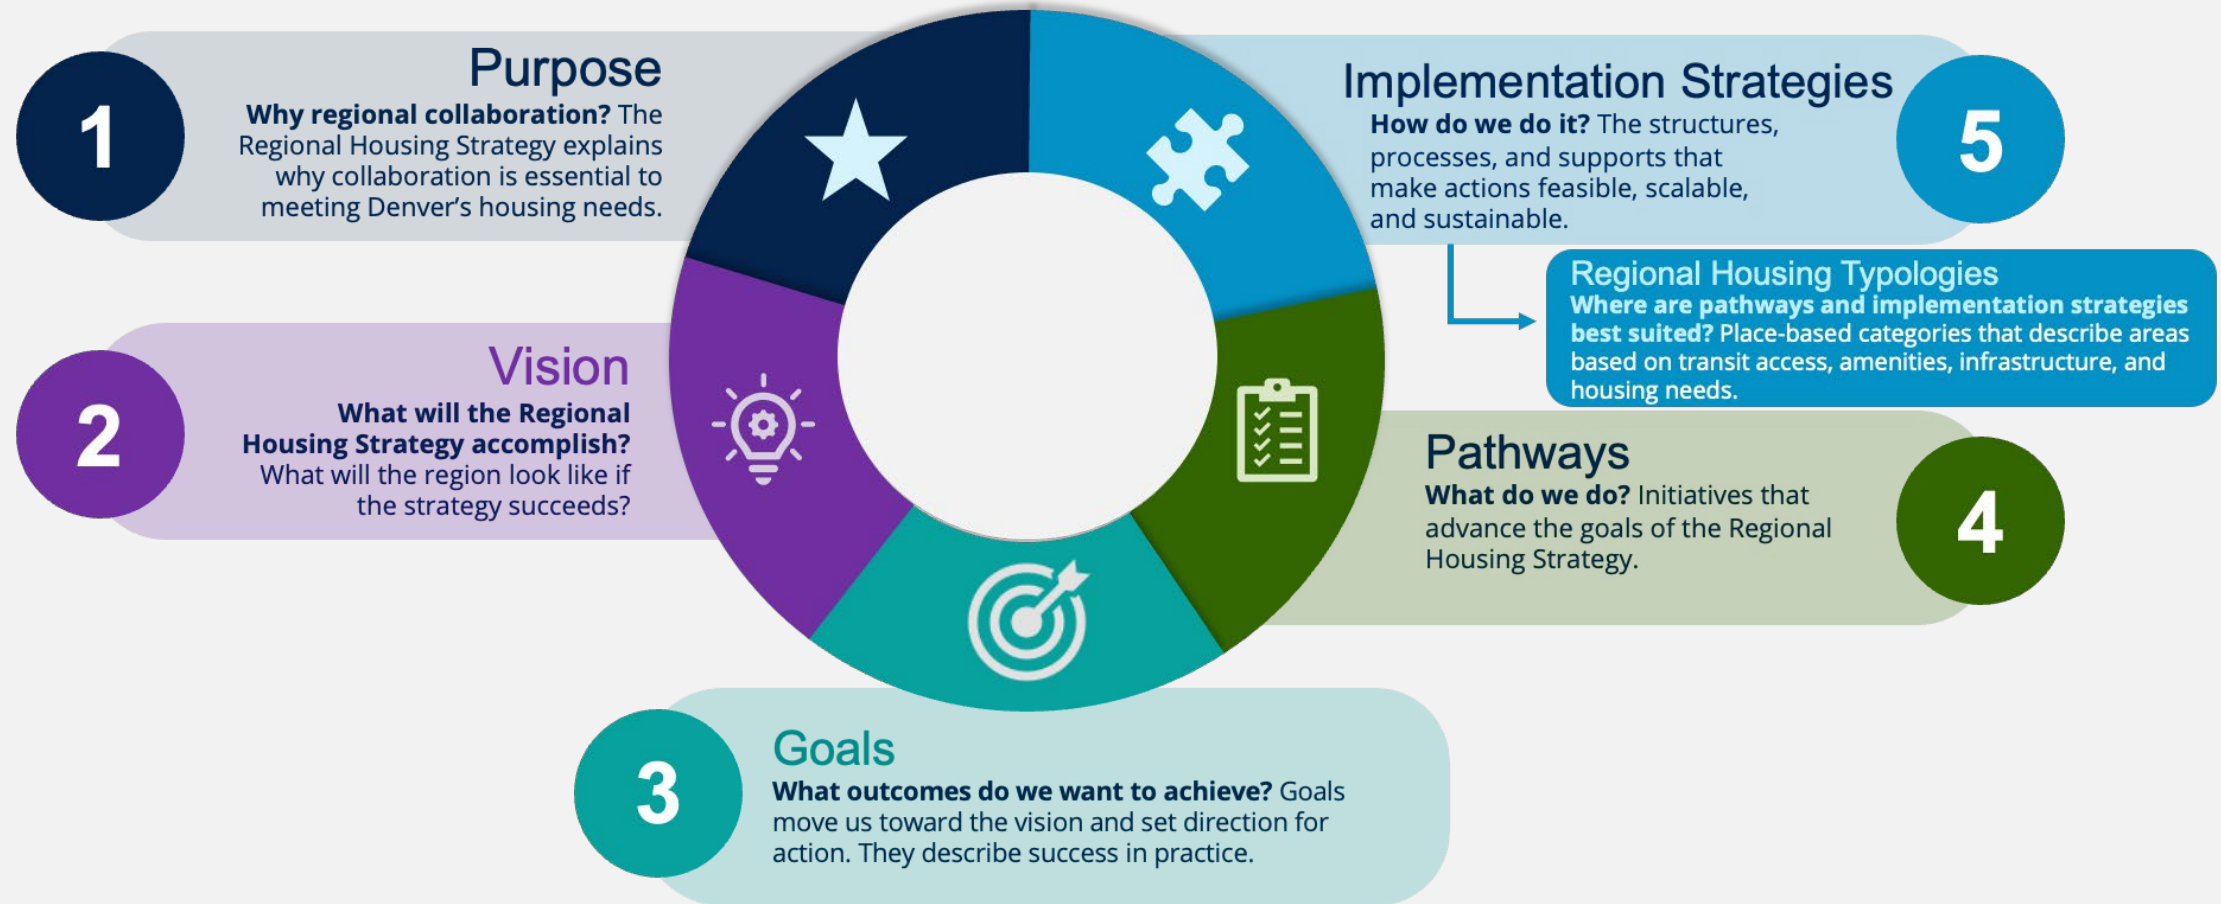 1
Purpose
Why regional collaboration? The
Regional Housing Strategy explains
why collaboration is essential to
meeting Denver’s housing needs.
2
Vision
What will the Regional
Housing Strategy accomplish?
What will the region look like if
the strategy succeeds?
3
Goals
What outcomes do we want to achieve? Goals
move us toward the vision and set direction for
action. They describe success in practice.
4
Pathways
What do we do? Initiatives that
advance the goals of the Regional
Housing Strategy.
5
Implementation Strategies
How do we do it? The structures,
processes, and supports that
make actions feasible, scalable,
and sustainable.
Regional Housing Typologies
Where are pathways and implementation strategies
best suited? Place-based categories that describe areas
based on transit access, amenities, infrastructure, and
housing needs.